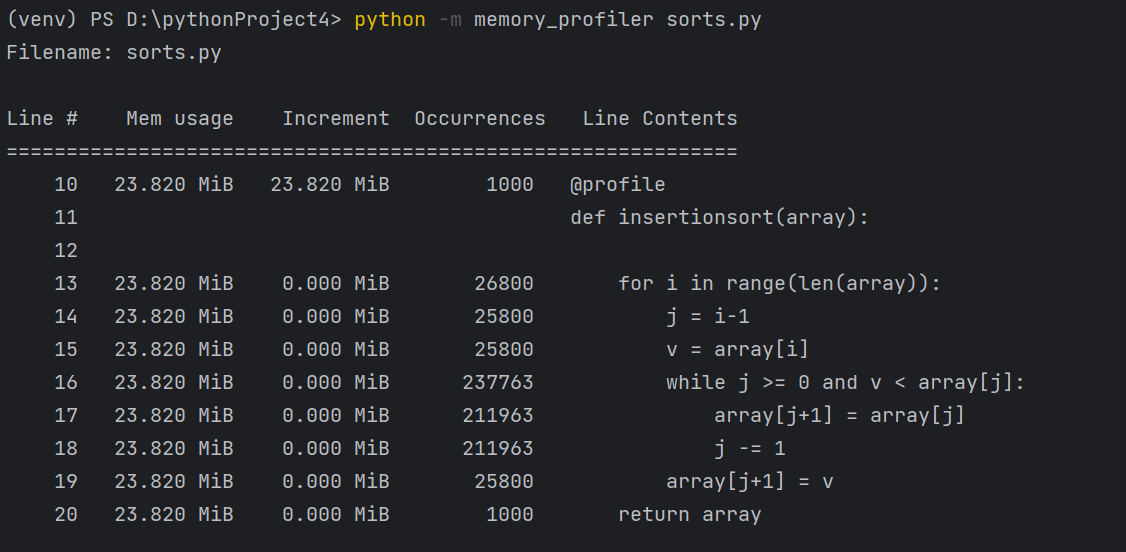 (venv) PS D:\pythonProject4> python -m memory_profiler sorts.py
Filename: sorts.py
Line #    Mem usage    Increment  Occurrences   Line Contents
=============================================================
    10   23.820 MiB   23.820 MiB        1000   @profile
    11                                         def insertionsort(array):
    12
    13   23.820 MiB    0.000 MiB       26800       for i in range(len(array)):
    14   23.820 MiB    0.000 MiB       25800           j = i-1
    15   23.820 MiB    0.000 MiB       25800           v = array[i]
    16   23.820 MiB    0.000 MiB      237763           while j >= 0 and v < array[j]:
    17   23.820 MiB    0.000 MiB      211963               array[j+1] = array[j]
    18   23.820 MiB    0.000 MiB      211963               j -= 1
    19   23.820 MiB    0.000 MiB       25800           array[j+1] = v
    20   23.820 MiB    0.000 MiB        1000       return array